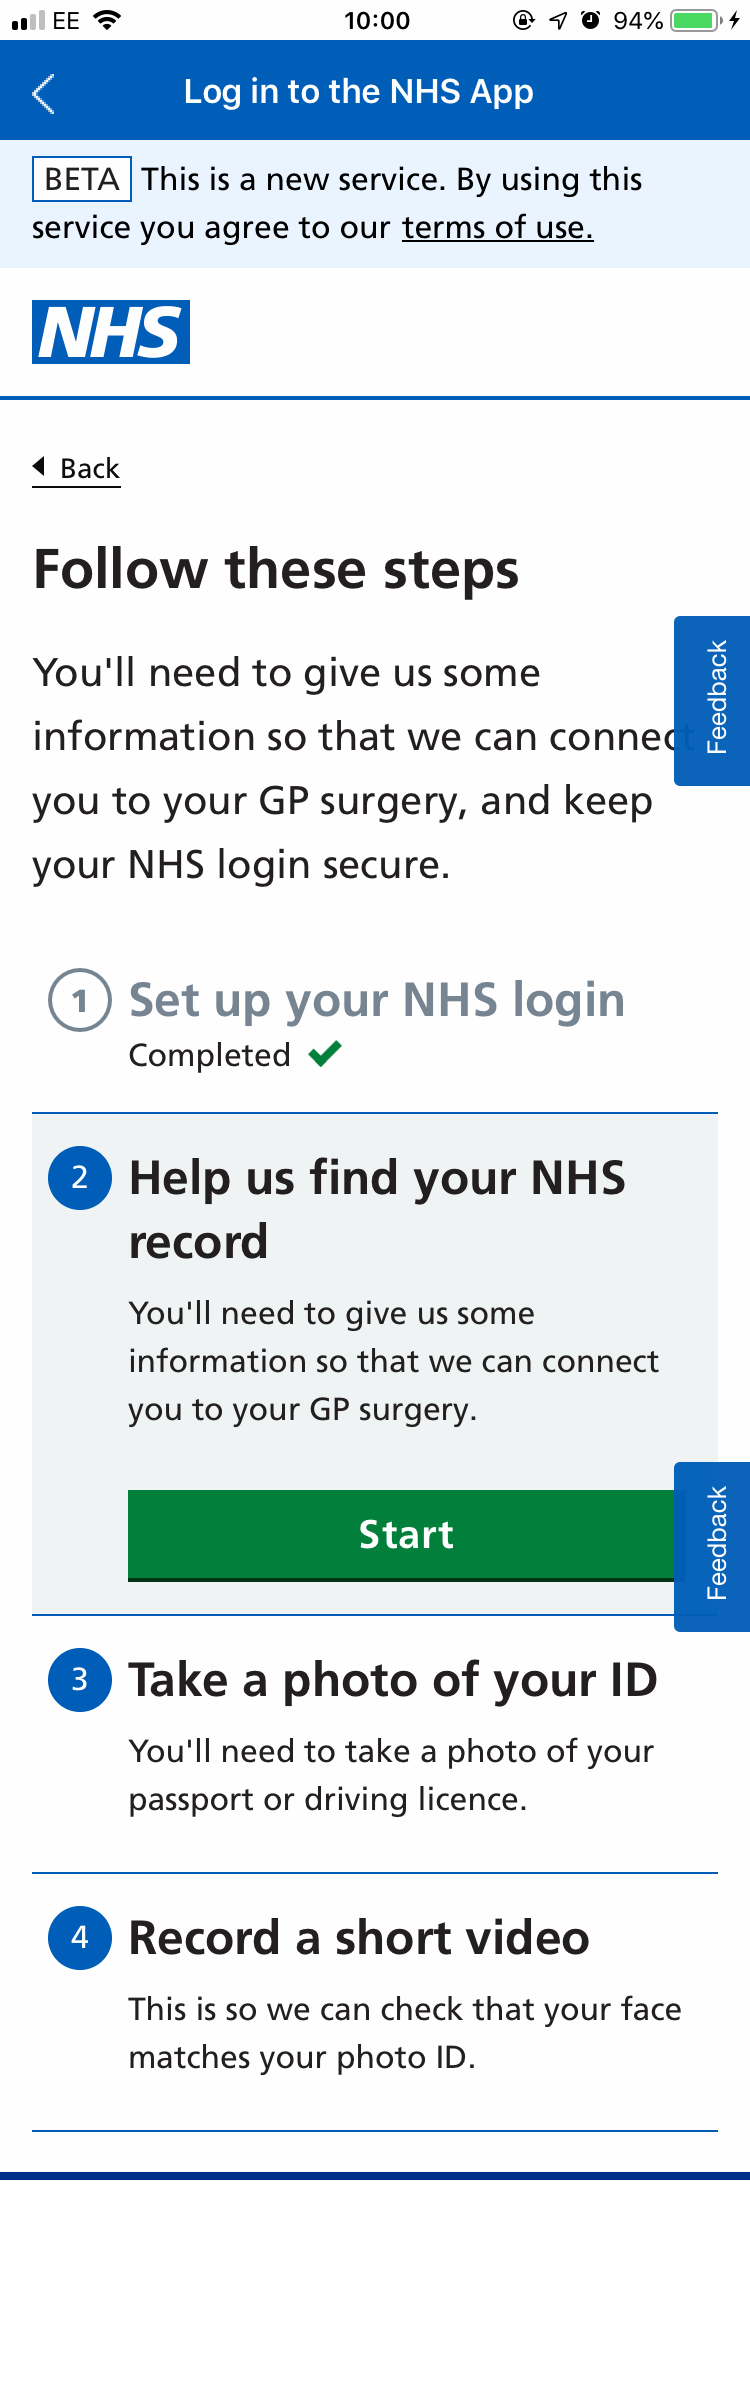 EE 10:00 94%
Log in to the NHS App
BETA This is a new service. By using this
service you agree to our terms of use.
NHS
Back
Follow these steps
You'll need to give us some
information so that we can connect
you to your GP surgery, and keep
your NHS login secure.
Feedback
1 Set up your NHS login
Completed
2 Help us find your NHS
record
You'll need to give us some
information so that we can connect
you to your GP surgery.
Start
Feedback
3 Take a photo of your ID
You'll need to take a photo of your
passport or driving licence.
4 Record a short video
This is so we can check that your face
matches your photo ID.